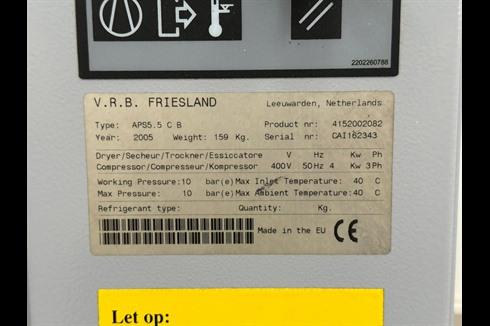 2202260788
V.R.B. FRIESLAND Leeuwarden, Netherlands
Type: APS5.5 C B Product nr: 4152002082
Year: 2005 Weight: 159 Kg. Serial nr: CAI162343
Dryer/Secheur/Trockner/Essiccatore V Hz Kw Ph
Compressor/Compresseur/Kompressor 400V 50Hz 4 Kw 3Ph
Working Pressure:10 bar(e) Max Inlet Temperature: 40 C
Max Pressure: 10 bar(e) Max Ambient Temperature: 40 C
Refrigerant type: Quantity: Kg.
Made in the EU CE
Let op: